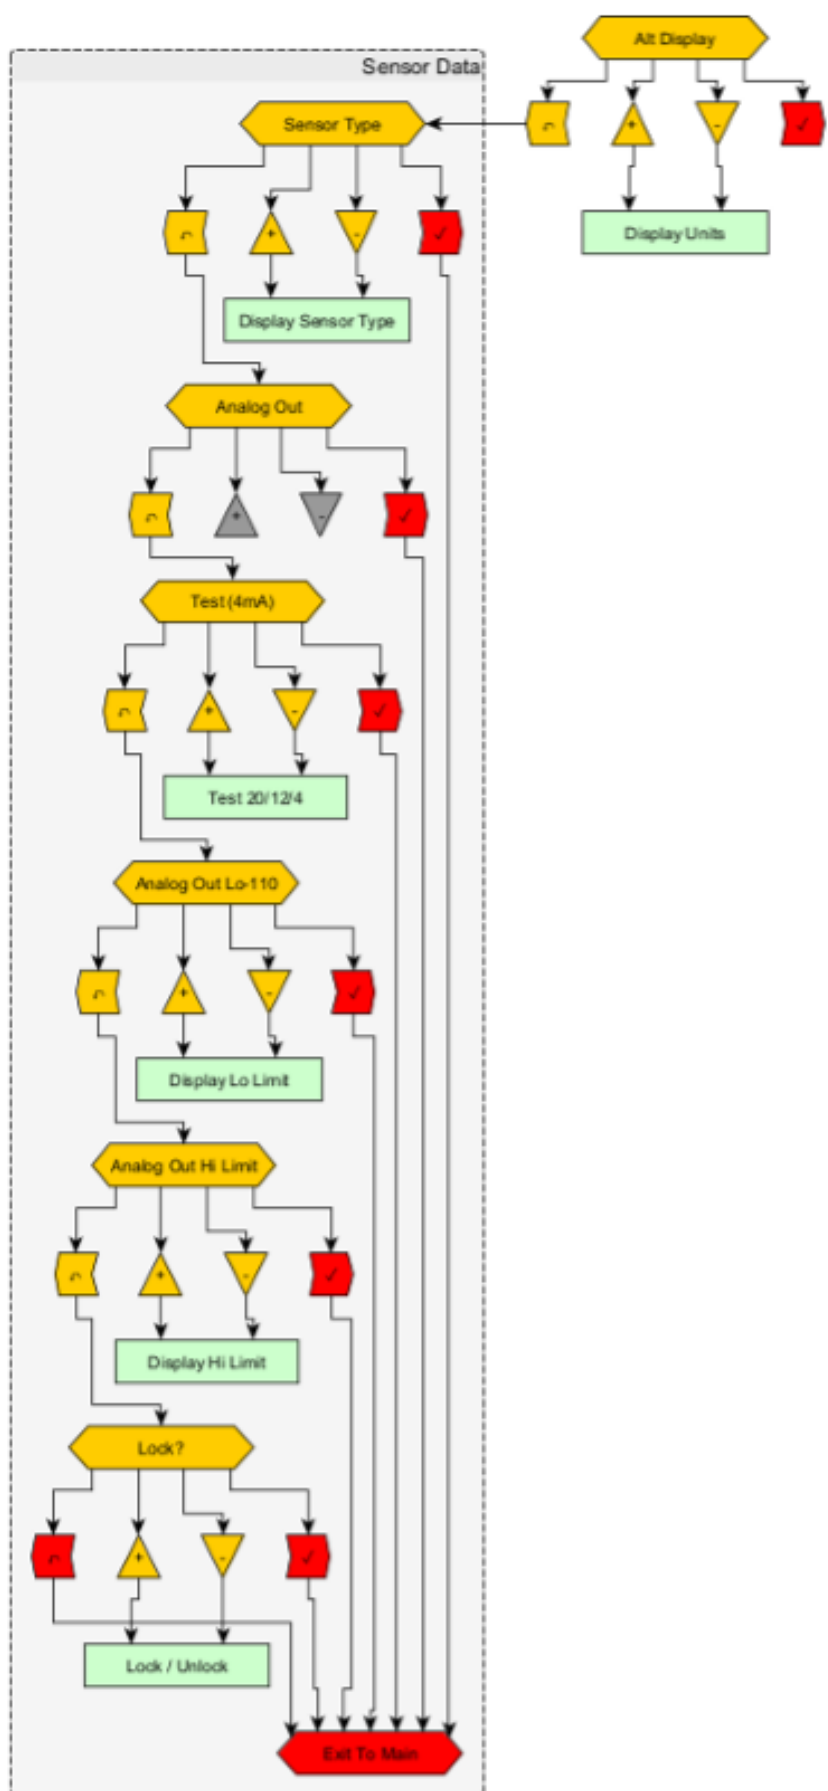 Alt Display
Sensor Data
Sensor Type
+
-
✓
+
-
✓
Display Units
Display Sensor Type
Analog Out
+
-
✓
Test (4mA)
+
-
✓
Test 20/12/4
Analog Out Lo-110
+
-
✓
Display Lo Limit
Analog Out Hi Limit
+
-
✓
Display Hi Limit
Lock?
+
-
✓
Lock / Unlock
Exit To Main